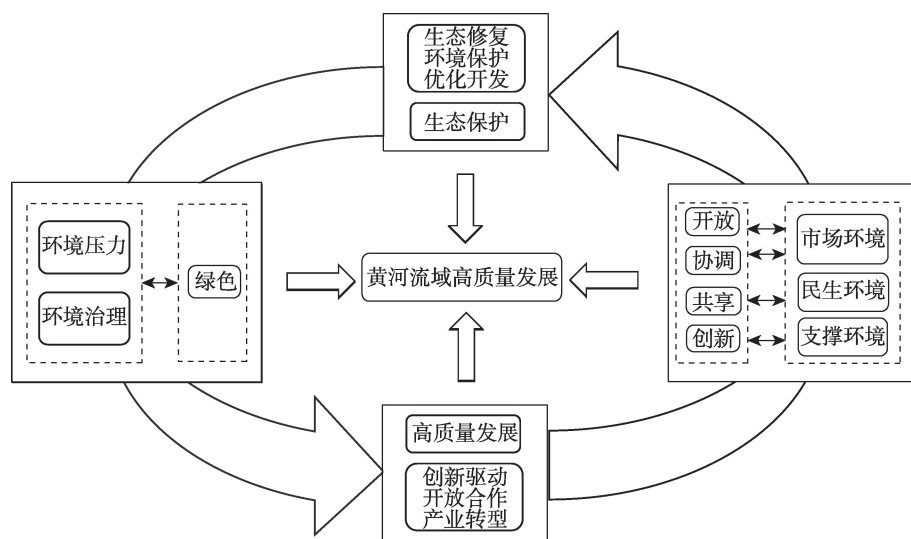 生态修复
环境保护
优化开发
生态保护
环境压力
环境治理
绿色
黄河流域高质量发展
开放
协调
共享
创新
市场环境
民生环境
支撑环境
高质量发展
创新驱动
开放合作
产业转型